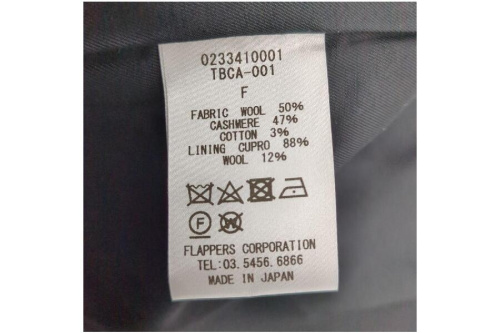 0233410001
TBCA-001
F
FABRIC WOOL 50%
CASHMERE 47%
COTTON 3%
LINING CUPRO 88%
WOOL 12%
F W
FLAPPERS CORPORATION
TEL:03.5456.6866
MADE IN JAPAN